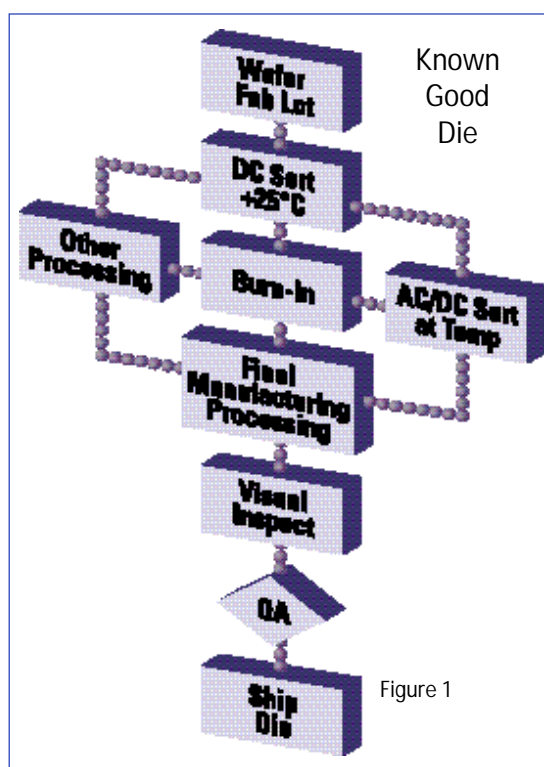 Known
Good
Die
Wafer
Fab Lot
DC Sort
+25°C
Other
Processing
Burn-In
AC/DC Sort
at Temp
Final
Manufacturing
Processing
Visual
Inspect
QA
Ship
Die
Figure 1